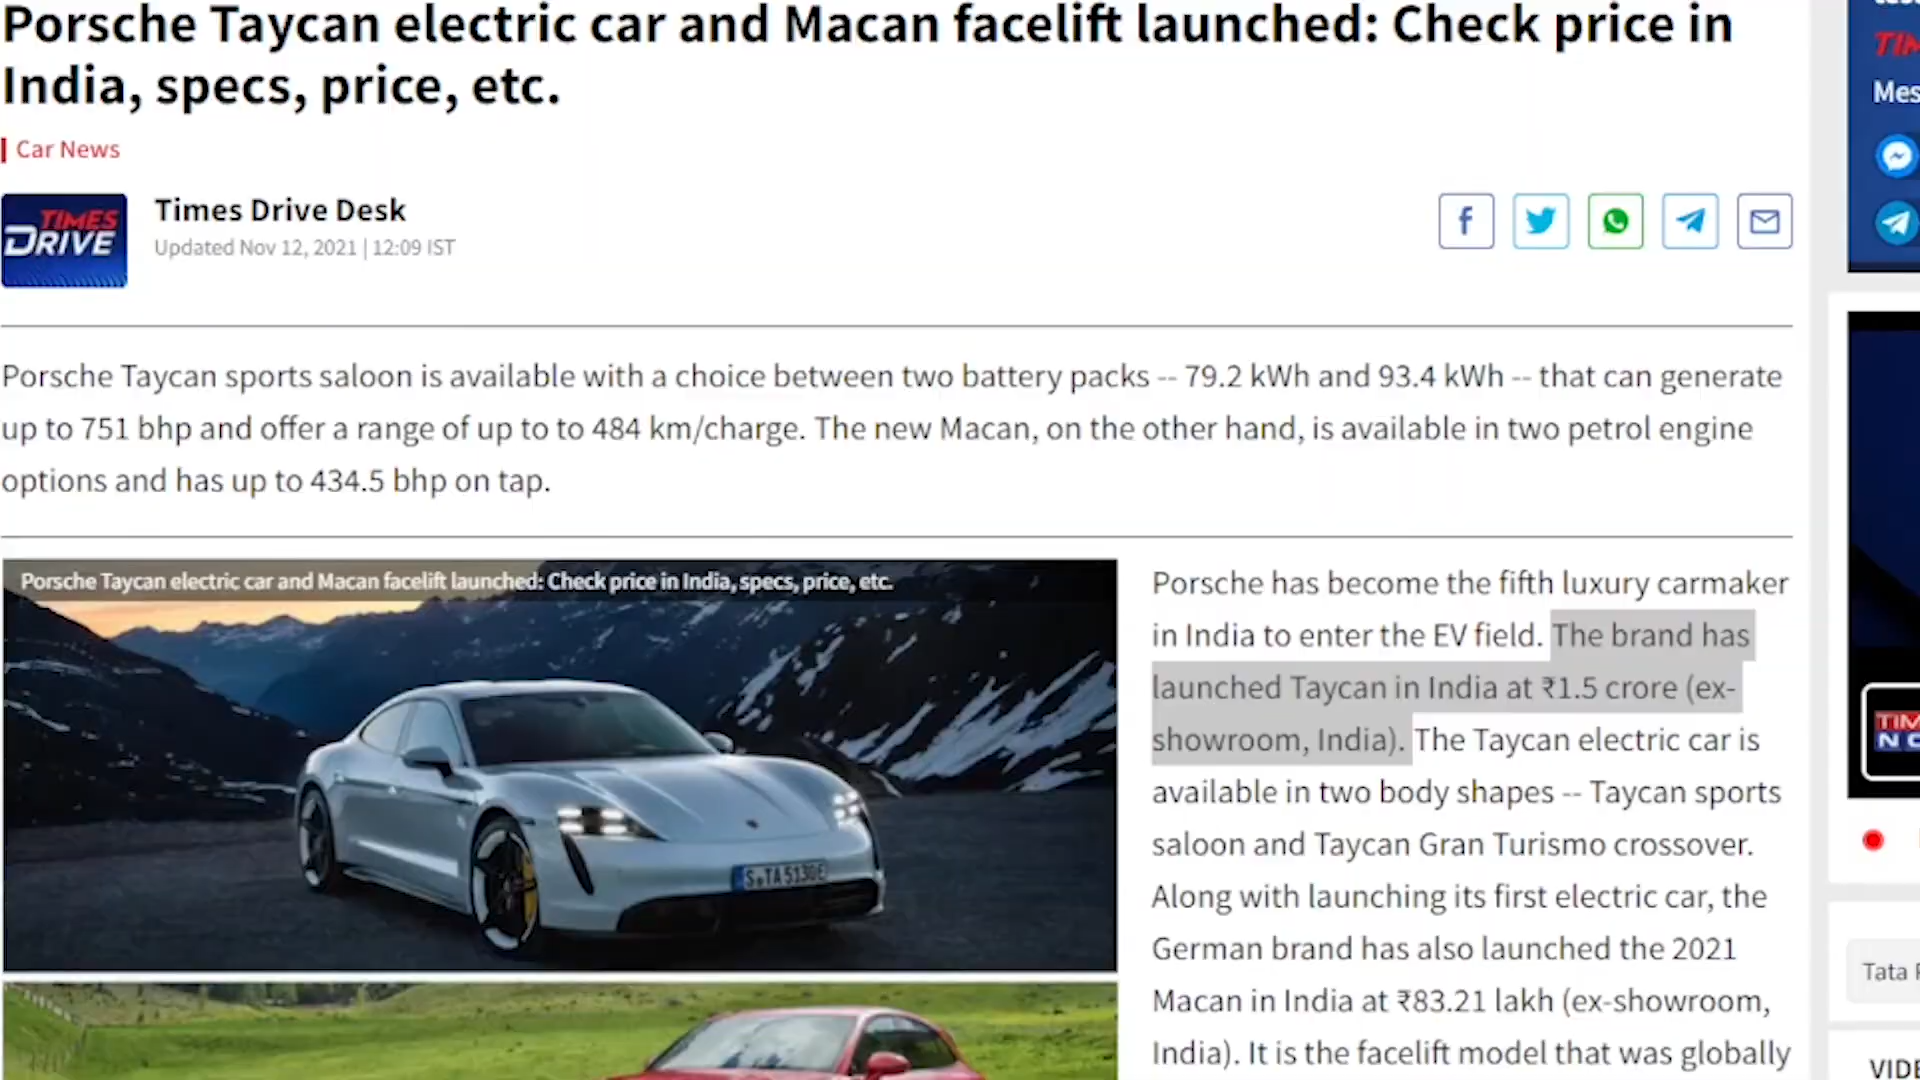 Porsche Taycan electric car and Macan facelift launched: Check price in
India, specs, price, etc.
Car News
TIMES
DRIVE
Times Drive Desk
Updated Nov 12, 2021 | 12:09 IST
Porsche Taycan sports saloon is available with a choice between two battery packs -- 79.2 kWh and 93.4 kWh -- that can generate
up to 751 bhp and offer a range of up to to 484 km/charge. The new Macan, on the other hand, is available in two petrol engine
options and has up to 434.5 bhp on tap.
Porsche Taycan electric car and Macan facelift launched: Check price in India, specs, price, etc.
S TA 5130E
Porsche has become the fifth luxury carmaker
in India to enter the EV field. The brand has
launched Taycan in India at ₹1.5 crore (ex-
showroom, India). The Taycan electric car is
available in two body shapes -- Taycan sports
saloon and Taycan Gran Turismo crossover.
Along with launching its first electric car, the
German brand has also launched the 2021
Macan in India at ₹83.21 lakh (ex-showroom,
India). It is the facelift model that was globally
Tata